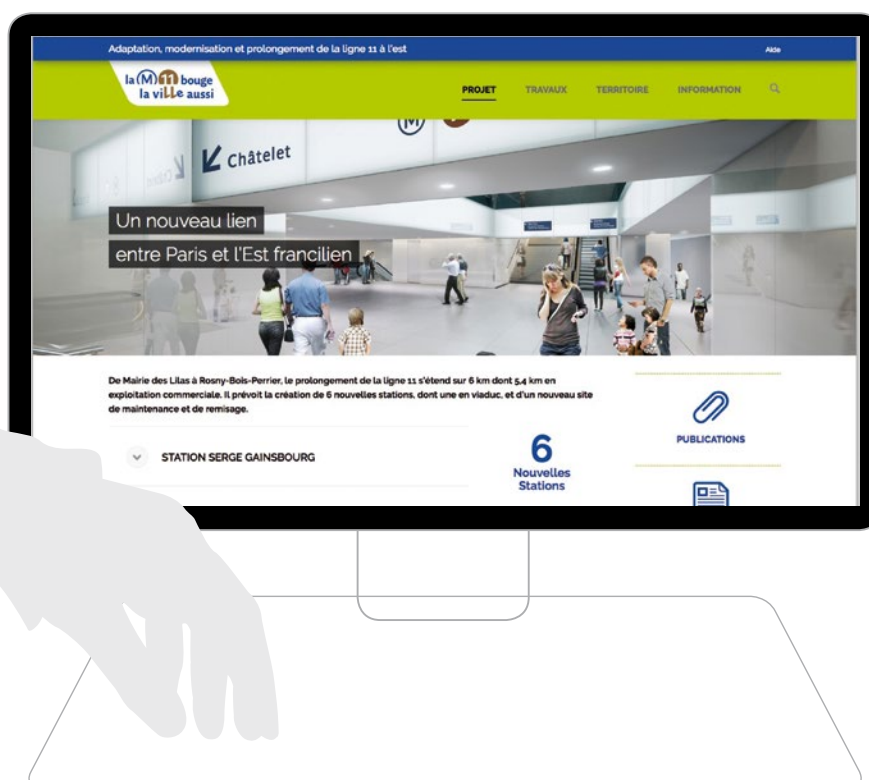 Adaptation, modernisation et prolongement de la ligne 11 à l'est
Aide
la M 11 bouge
la viLLe aussi
PROJET
TRAVAUX
TERRITOIRE
INFORMATION
M
Châtelet
Un nouveau lien
entre Paris et l'Est francilien
De Mairie des Lilas à Rosny-Bois-Perrier, le prolongement de la ligne 11 s'étend sur 6 km dont 5,4 km en
exploitation commerciale. Il prévoit la création de 6 nouvelles stations, dont une en viaduc, et d'un nouveau site
de maintenance et de remisage.
STATION SERGE GAINSBOURG
6
Nouvelles
Stations
PUBLICATIONS